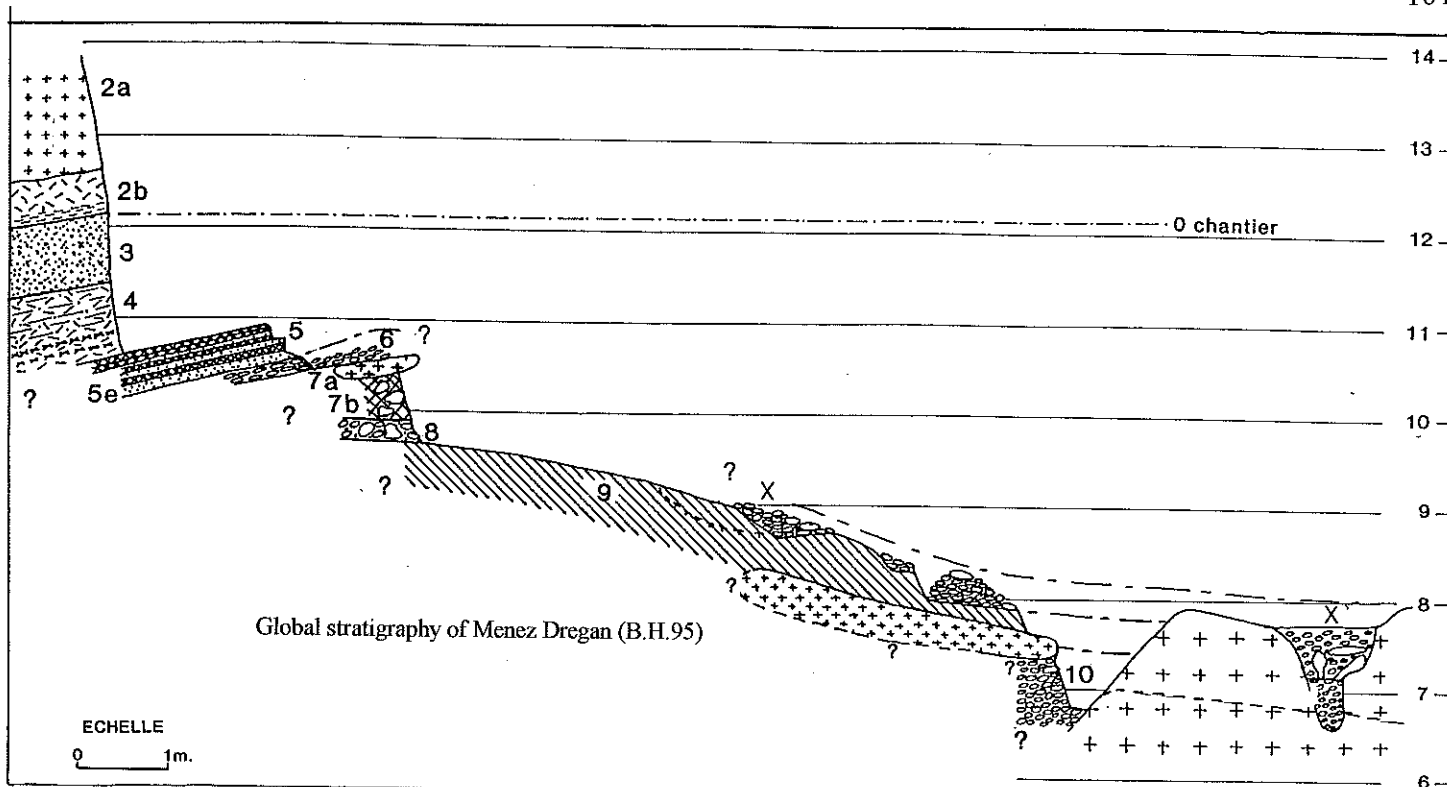 14
2a
13
2b
0 chantier
12
3
4
11
5
?
6
5e
7a
?
?
7b
10
8
?
9
?
X
9
8
X
?
Global stratigraphy of Menez Dregan (B.H.95)
?
?
10
7
ECHELLE
0 1m.
?
6